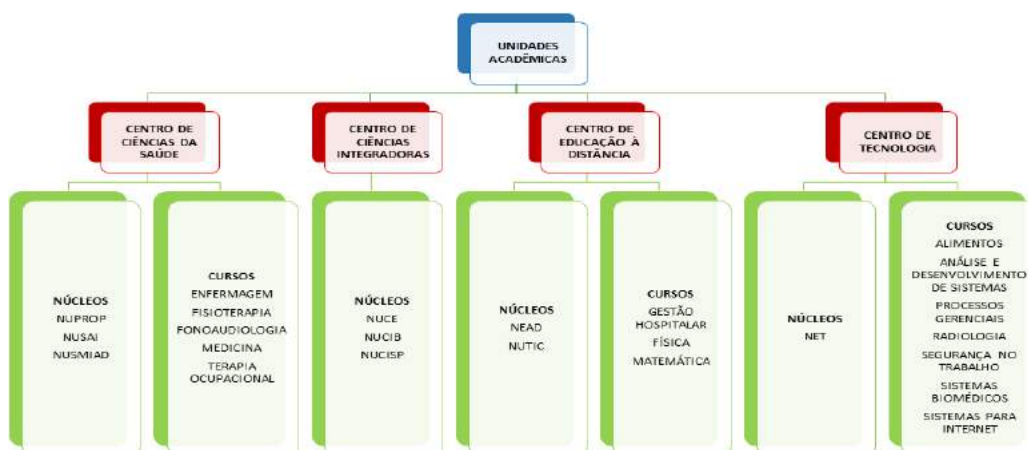 UNIDADES
ACADÊMICAS
CENTRO DE
CIÊNCIAS DA
SAÚDE
CENTRO DE
CIÊNCIAS
INTEGRADORAS
CENTRO DE
EDUCAÇÃO À
DISTÂNCIA
CENTRO DE
TECNOLOGIA
NÚCLEOS
NUPROP
NUSAI
NUSMIAD
CURSOS
ENFERMAGEM
FISIOTERAPIA
FONOAUDIOLOGIA
MEDICINA
TERAPIA
OCUPACIONAL
NÚCLEOS
NUCE
NUCIB
NUCISP
NÚCLEOS
NEAD
NUTIC
CURSOS
GESTÃO
HOSPITALAR
FÍSICA
MATEMÁTICA
NÚCLEOS
NET
CURSOS
ALIMENTOS
ANÁLISE E
DESENVOLVIMENTO
DE SISTEMAS
PROCESSOS
GERENCIAIS
RADIOLOGIA
SEGURANÇA NO
TRABALHO
SISTEMAS
BIOMÉDICOS
SISTEMAS PARA
INTERNET